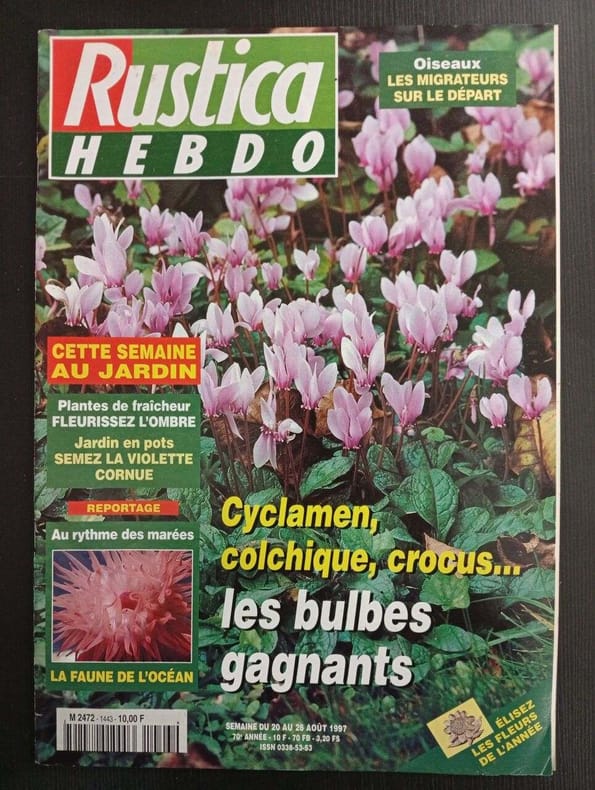 Rustica
HEBDO
Oiseaux
LES MIGRATEURS
SUR LE DÉPART
CETTE SEMAINE
AU JARDIN
Plantes de fraîcheur
FLEURISSEZ L'OMBRE
Jardin en pots
SEMEZ LA VIOLETTE
CORNUE
REPORTAGE
Au rythme des marées
LA FAUNE DE L'OCÉAN
Cyclamen,
colchique, crocus...
les bulbes
gagnants
M 2472 - 1443 - 10,00 F
SEMAINE DU 20 AU 26 AOÛT 1997
70e ANNÉE - 10 F - 70 FB - 3,20 FS
ISSN 0338-53-53
ÉLISEZ
LES FLEURS
DE L'ANNÉE